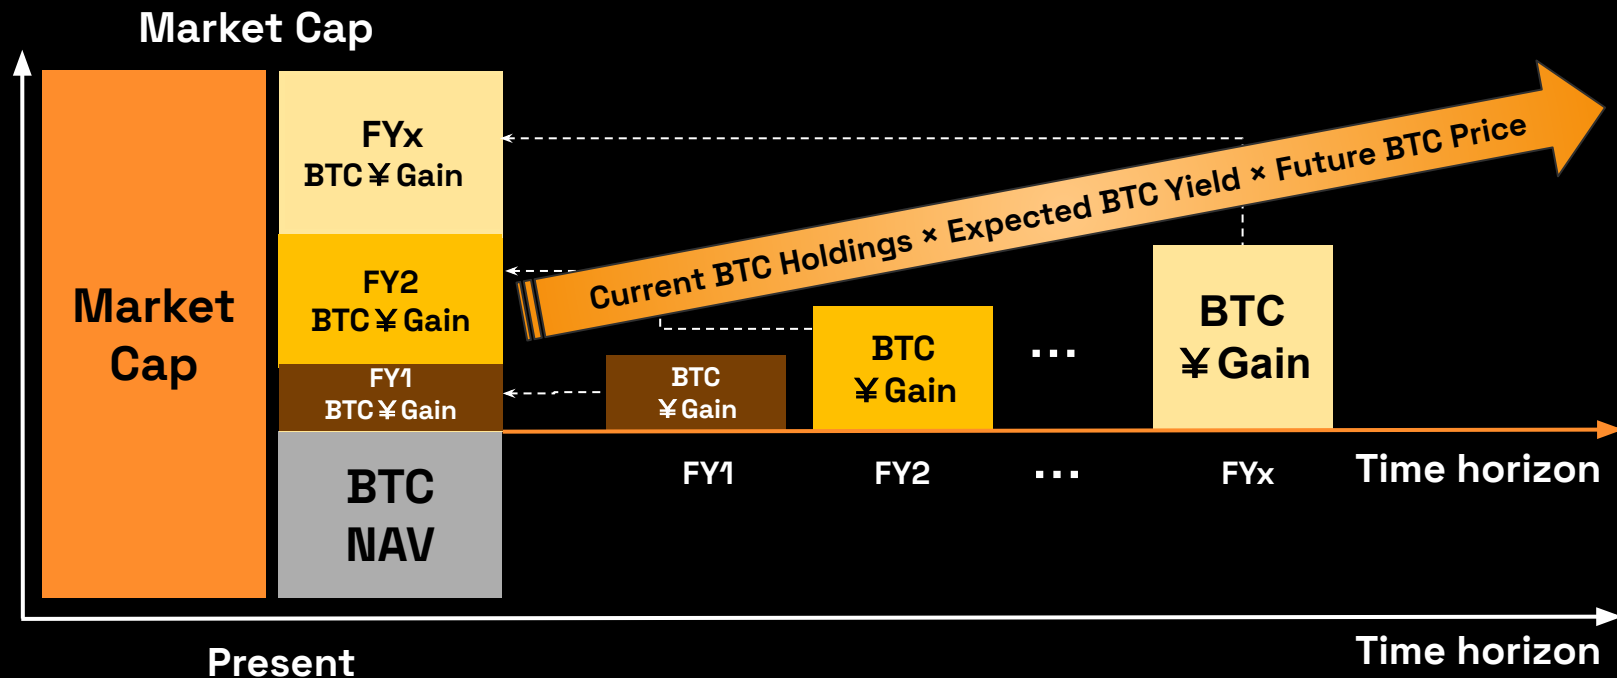 Market Cap
Market
Cap
FYx
BTC ¥ Gain
FY2
BTC ¥ Gain
FY1
BTC ¥ Gain
BTC
NAV
Current BTC Holdings × Expected BTC Yield × Future BTC Price
BTC
¥ Gain
BTC
¥ Gain
...
BTC
¥ Gain
FY1
FY2
...
FYx
Time horizon
Present
Time horizon